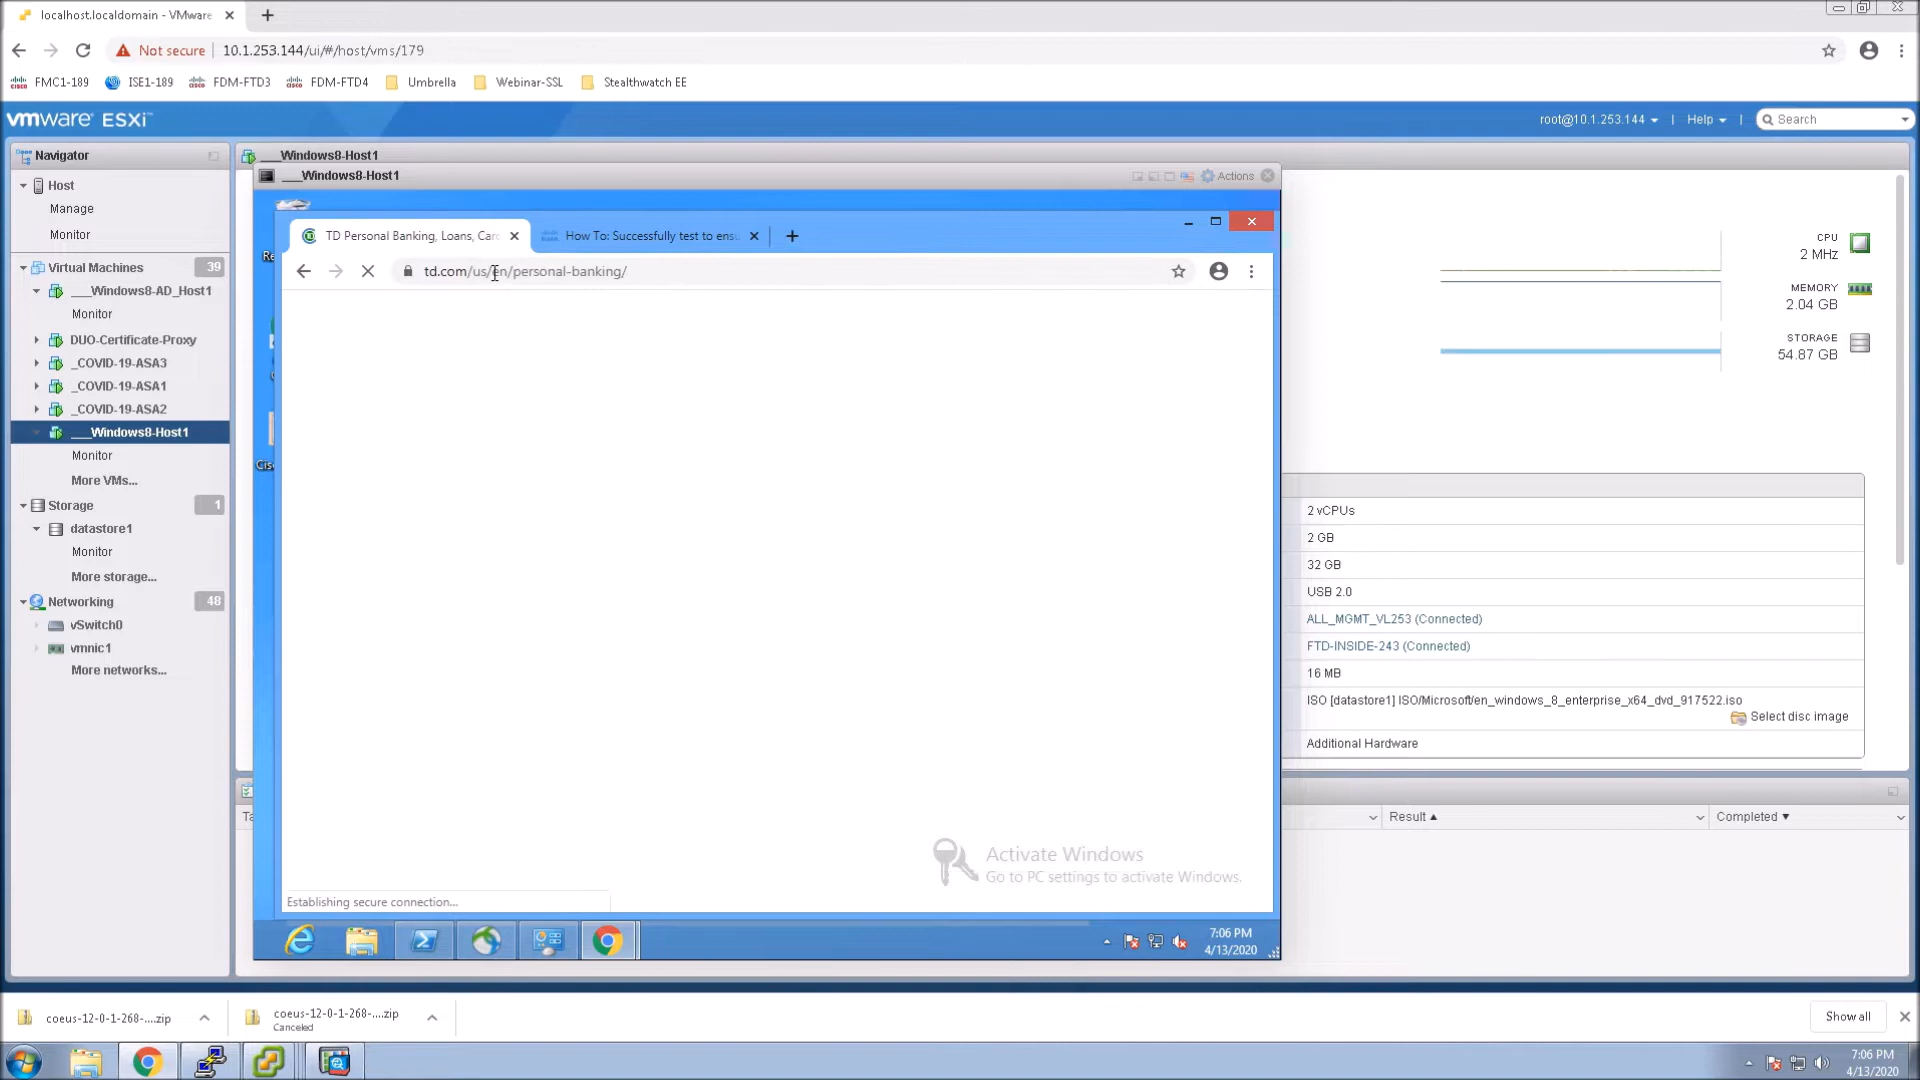 localhost.localdomain - VMware
Not secure 10.1.253.144/ui/#/host/vms/179
FMC1-189 ISE1-189 FDM-FTD3 FDM-FTD4 Umbrella Webinar-SSL Stealthwatch EE
vmware ESXi
root@10.1.253.144 | Help | Search
Navigator
Host
Manage
Monitor
Virtual Machines 39
___Windows8-AD_Host1
Monitor
DUO-Certificate-Proxy
_COVID-19-ASA3
_COVID-19-ASA1
_COVID-19-ASA2
___Windows8-Host1
Monitor
More VMs...
Storage 1
datastore1
Monitor
More storage...
Networking 48
vSwitch0
vmnic1
More networks...
___Windows8-Host1
___Windows8-Host1
Actions
TD Personal Banking, Loans, Car
How To: Successfully test to ens
td.com/us/en/personal-banking/
Re
Cis
Activate Windows
Go to PC settings to activate Windows.
Establishing secure connection...
7:06 PM
4/13/2020
CPU
2 MHz
MEMORY
2.04 GB
STORAGE
54.87 GB
2 vCPUs
2 GB
32 GB
USB 2.0
ALL_MGMT_VL253 (Connected)
FTD-INSIDE-243 (Connected)
16 MB
ISO [datastore1] ISO/Microsoft/en_windows_8_enterprise_x64_dvd_917522.iso
Select disc image
Additional Hardware
Ta
Result
Completed
coeus-12-0-1-268-....zip
coeus-12-0-1-268-....zip
Canceled
Show all
7:06 PM
4/13/2020